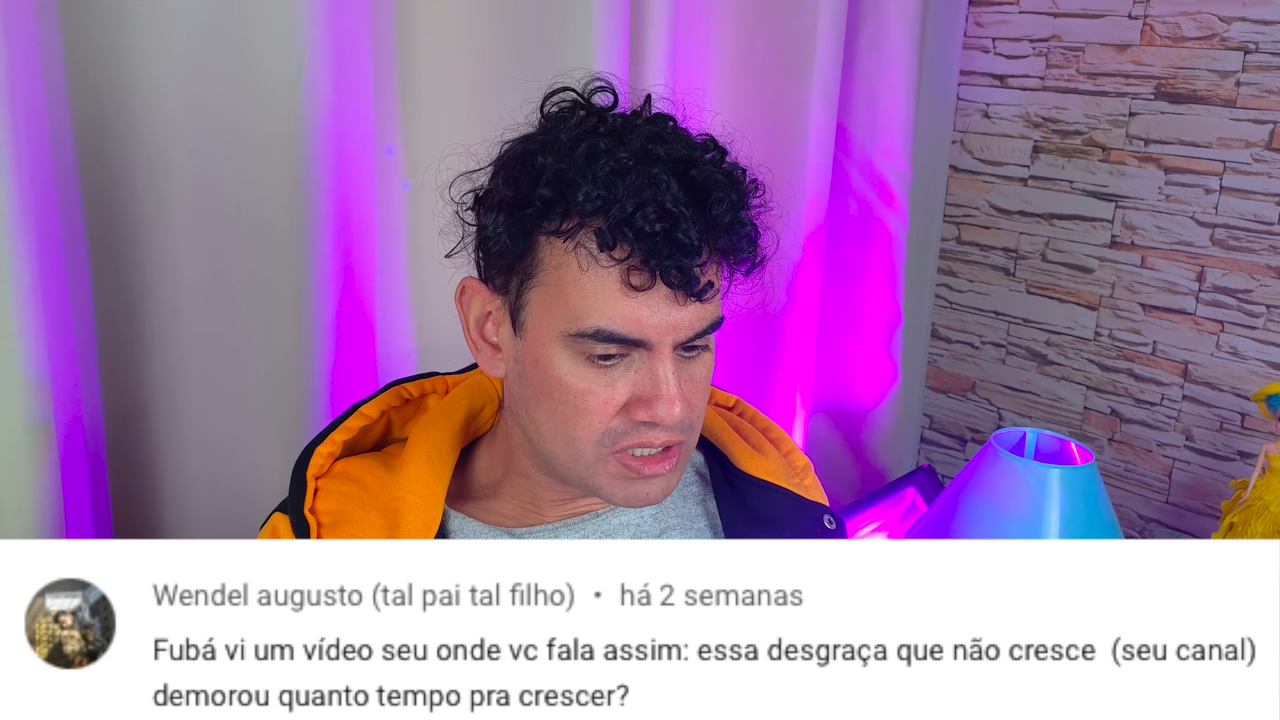 Wendel augusto (tal pai tal filho) • há 2 semanas
Fubá vi um vídeo seu onde vc fala assim: essa desgraça que não cresce (seu canal)
demorou quanto tempo pra crescer?